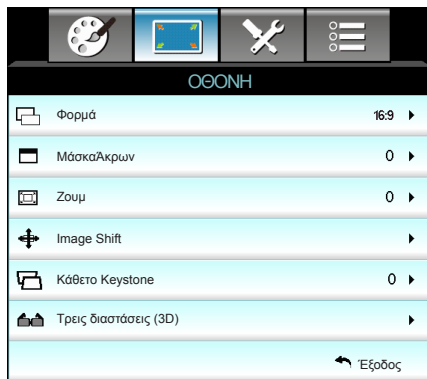 ΟΘΟΝΗ
Φορμά 16:9
ΜάσκαΆκρων 0
Ζουμ 0
Image Shift
Κάθετο Keystone 0
Τρεις διαστάσεις (3D)
Έξοδος